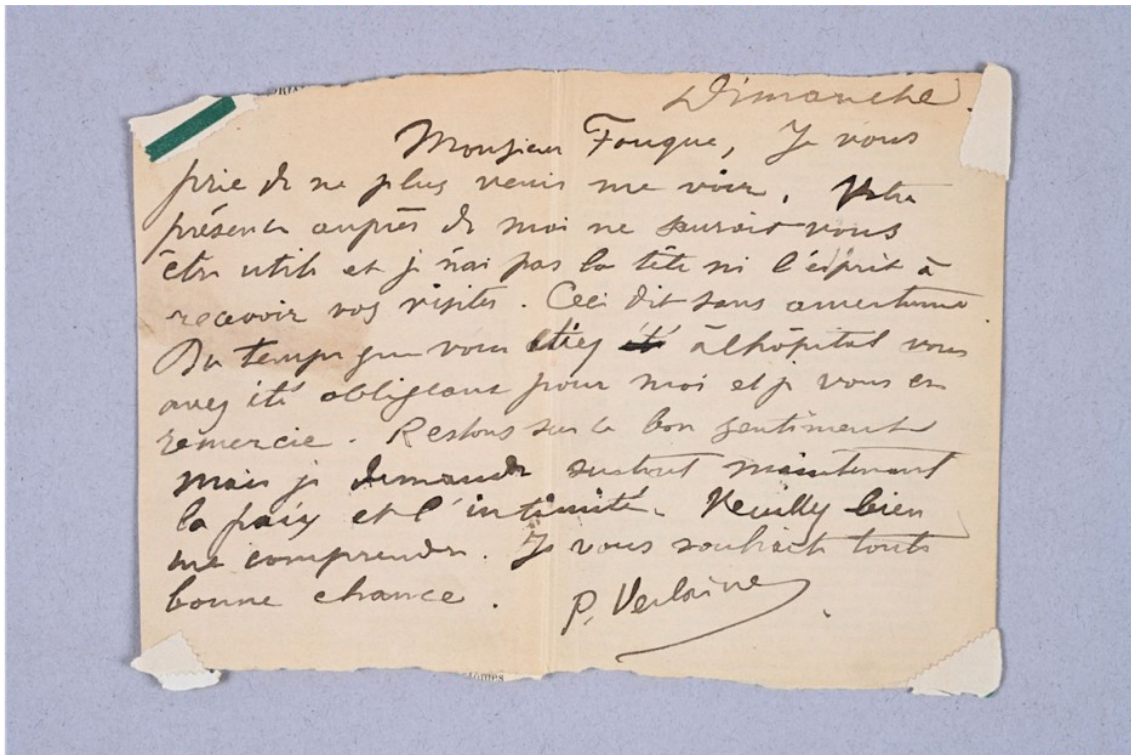 Dimanche.
Monsieur Fouque, Je vous
prie de ne plus venir me voir. Votre
présence auprès de moi ne saurait vous
être utile et je n'ai pas la tête ni l'esprit à
recevoir vos visites. Ceci dit sans amertume.
Du temps que vous étiez à l'hôpital vous
avez été obligeant pour moi et je vous en
remercie. Restons sur ce bon sentiment
mais je demande surtout maintenant
la paix et l'intimité. Veuillez bien
me comprendre. Je vous souhaite toute
bonne chance. P. Verlaine